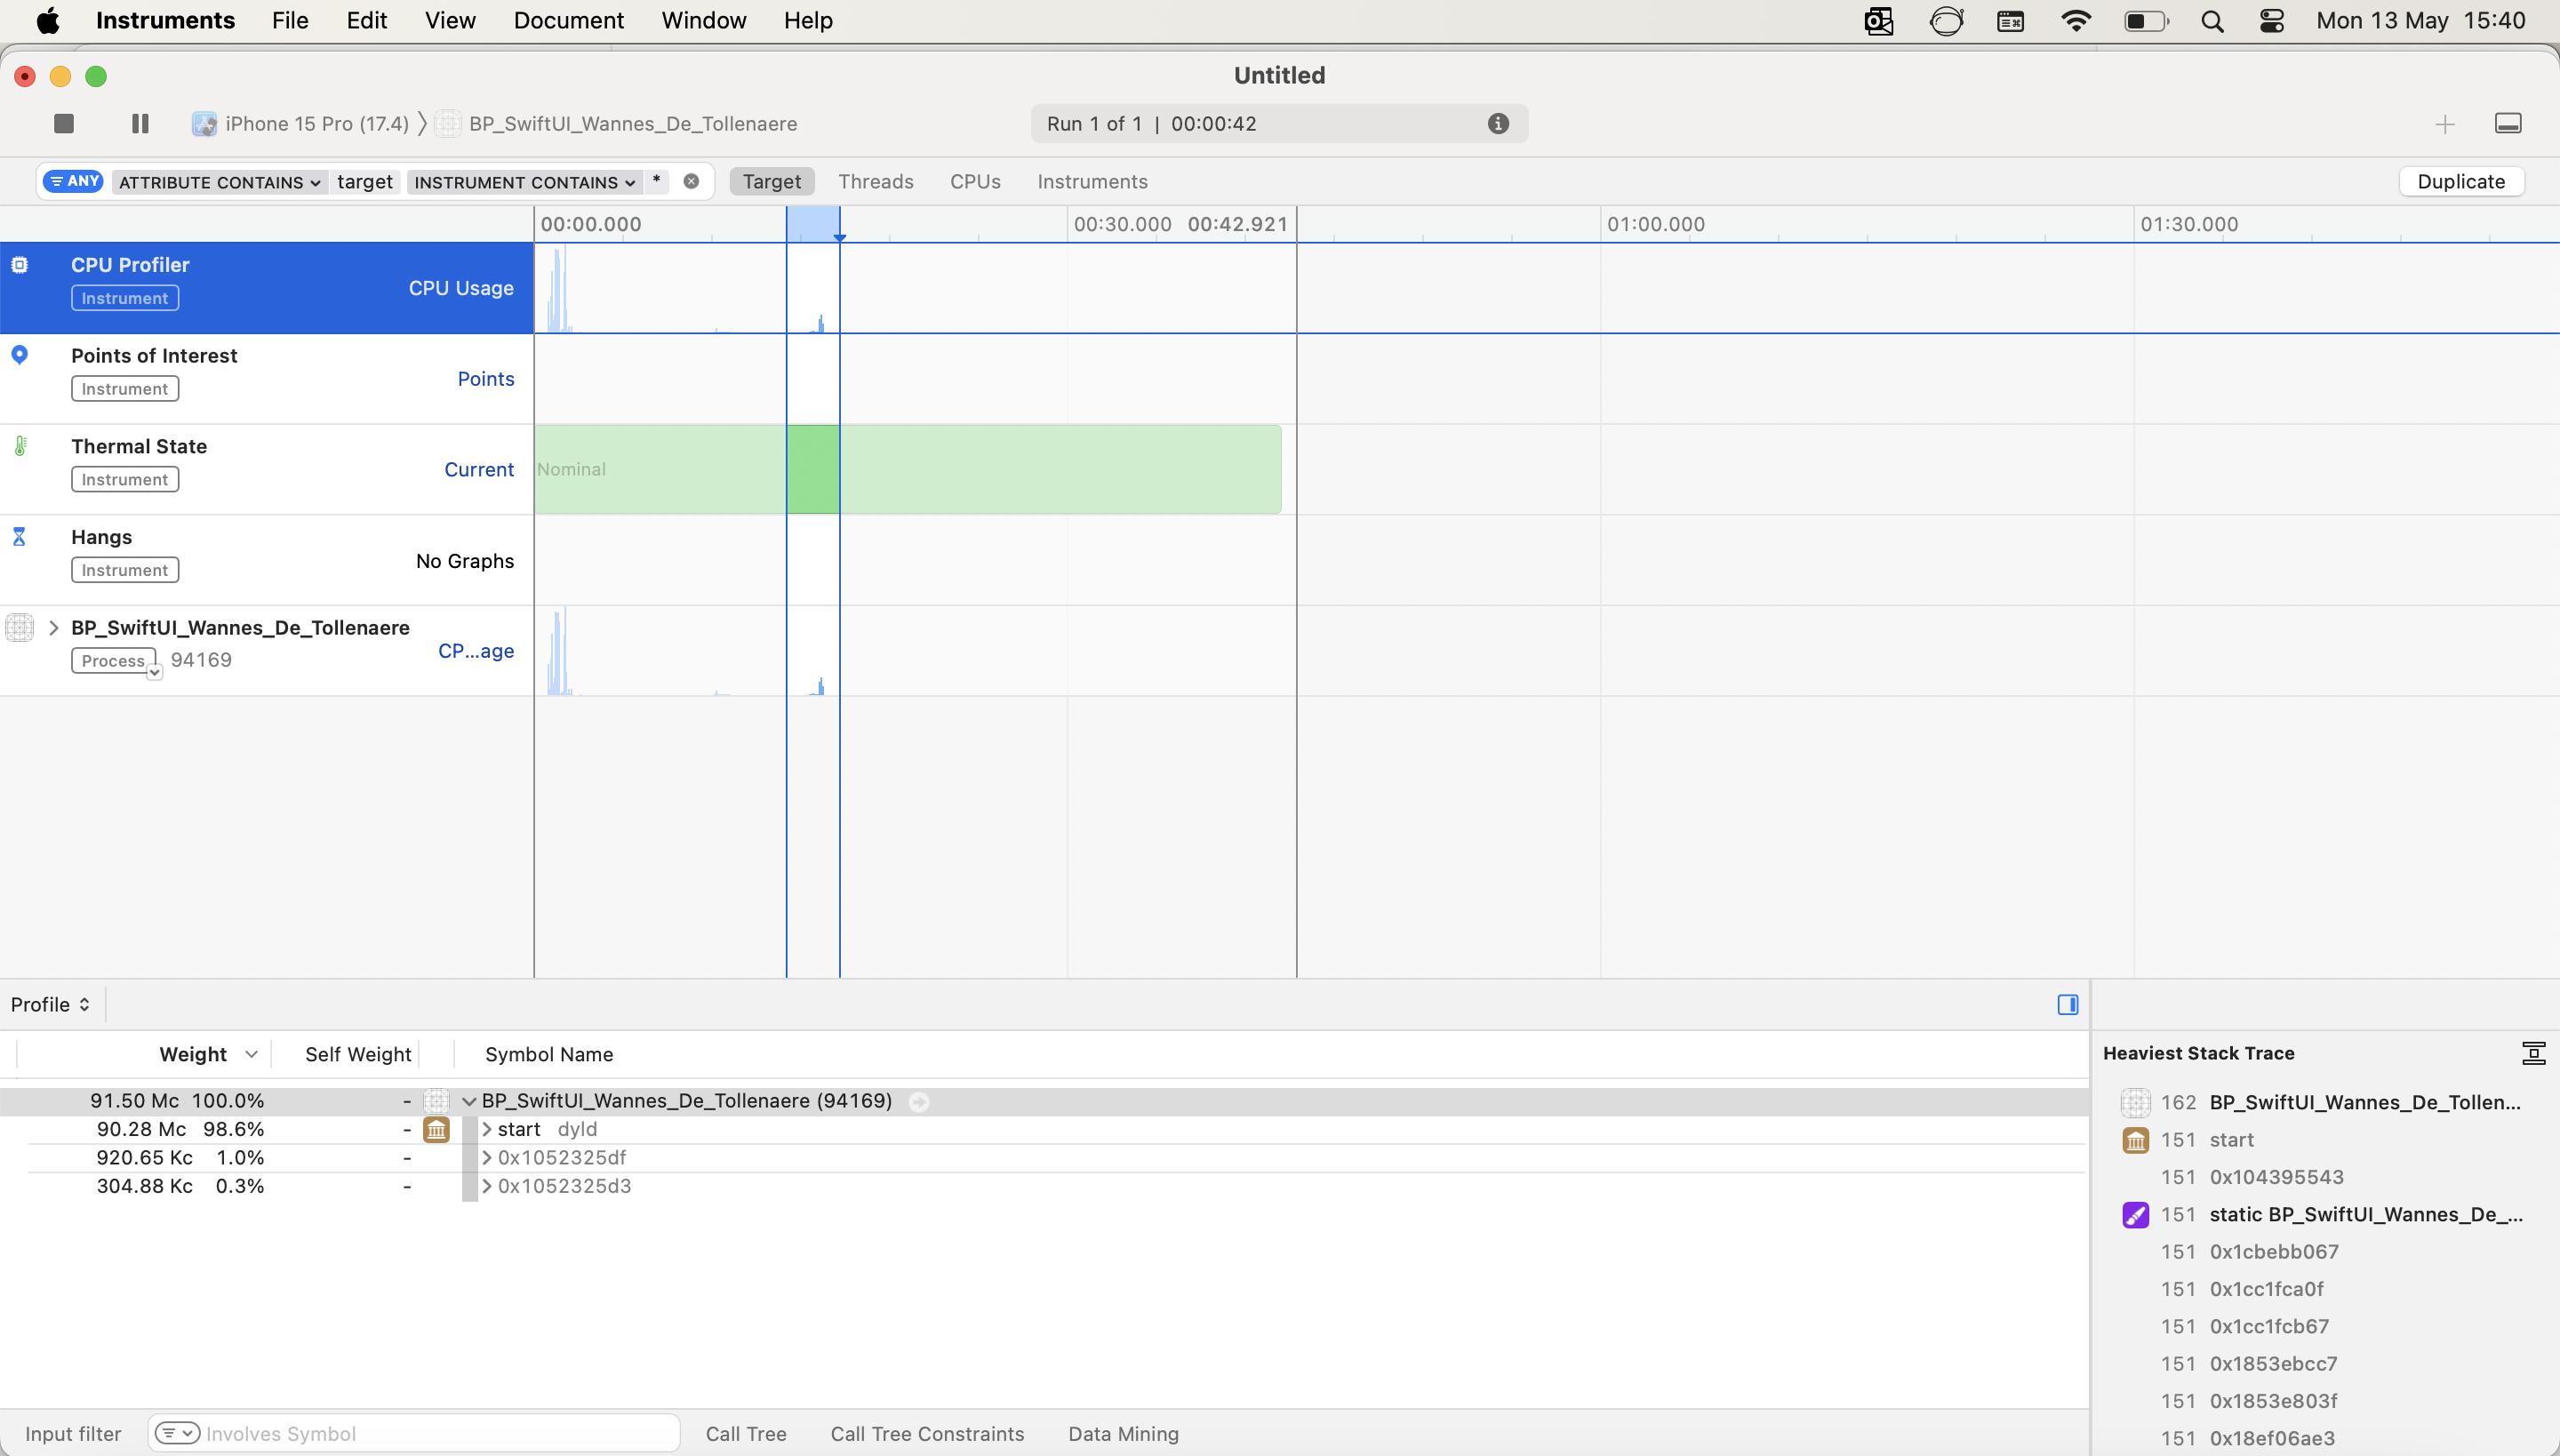 Instruments File Edit View Document Window Help Mon 13 May 15:40
Untitled
iPhone 15 Pro (17.4) BP_SwiftUI_Wannes_De_Tollenaere Run 1 of 1 | 00:00:42
ANY ATTRIBUTE CONTAINS target INSTRUMENT CONTAINS * Target Threads CPUs Instruments Duplicate
00:00.000 00:30.000 00:42.921 01:00.000 01:30.000
CPU Profiler
Instrument
CPU Usage
Points of Interest
Instrument
Points
Thermal State
Instrument
Current
Nominal
Hangs
Instrument
No Graphs
BP_SwiftUI_Wannes_De_Tollenaere
Process 94169
CP...age
Profile
Weight Self Weight Symbol Name
91.50 Mc 100.0% - BP_SwiftUI_Wannes_De_Tollenaere (94169)
90.28 Mc 98.6% - start dyld
920.65 Kc 1.0% - 0x1052325df
304.88 Kc 0.3% - 0x1052325d3
Heaviest Stack Trace
162 BP_SwiftUI_Wannes_De_Tollen...
151 start
151 0x104395543
151 static BP_SwiftUI_Wannes_De_...
151 0x1cbebb067
151 0x1cc1fca0f
151 0x1cc1fcb67
151 0x1853ebcc7
151 0x1853e803f
151 0x18ef06ae3
Input filter Involves Symbol Call Tree Call Tree Constraints Data Mining